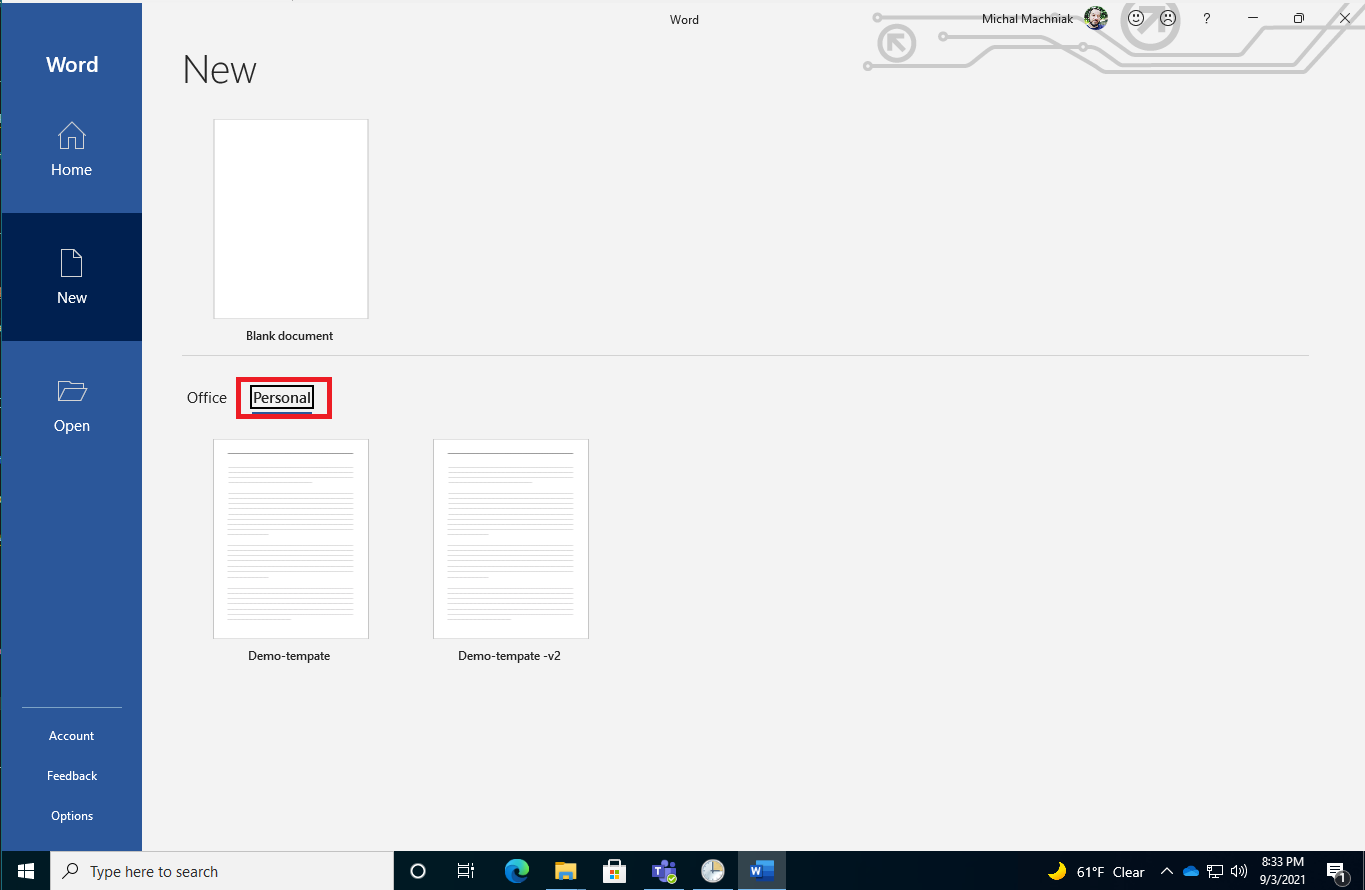 Word
Michal Machniak
?
Word
New
Home
New
Open
Blank document
Office Personal
Demo-tempate
Demo-tempate -v2
Account
Feedback
Options
Type here to search
61°F Clear
8:33 PM
9/3/2021
1
W